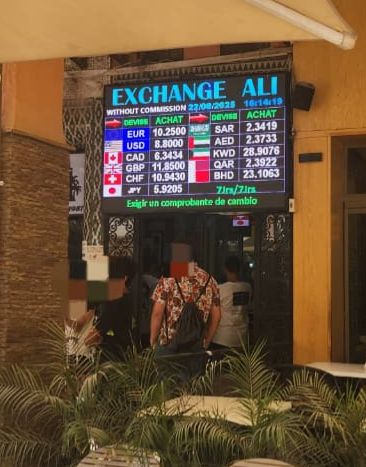 EXCHANGE ALI
WITHOUT COMMISSION 22/08/2025 16:14:19
DEVISE ACHAT DEVISE ACHAT
EUR 10.2500 SAR 2.3419
USD 8.8000 AED 2.3733
CAD 6.3434 KWD 28.9076
GBP 11.8500 QAR 2.3922
CHF 10.9430 BHD 23.1063
JPY 5.9205 7Jrs/7Jrs
Exigir un comprobante de cambio